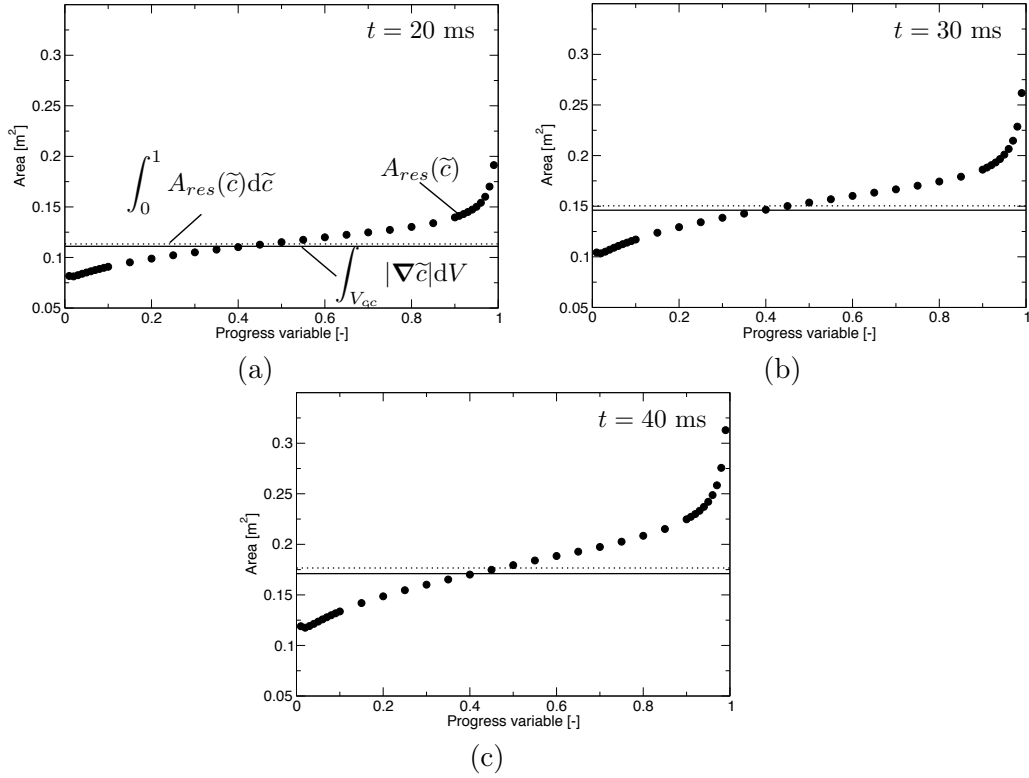 t = 20 ms
0.3
0.25
0.2
0.15
0.1
0.05
Area [m²]
∫₀¹ A_res(c̃)dc̃
A_res(c̃)
∫_{V_GC} |∇c̃|dV
0 0.2 0.4 0.6 0.8 1
Progress variable [-]
(a)
t = 30 ms
0.3
0.25
0.2
0.15
0.1
0.05
Area [m²]
0 0.2 0.4 0.6 0.8 1
Progress variable [-]
(b)
t = 40 ms
0.3
0.25
0.2
0.15
0.1
0.05
Area [m²]
0 0.2 0.4 0.6 0.8 1
Progress variable [-]
(c)